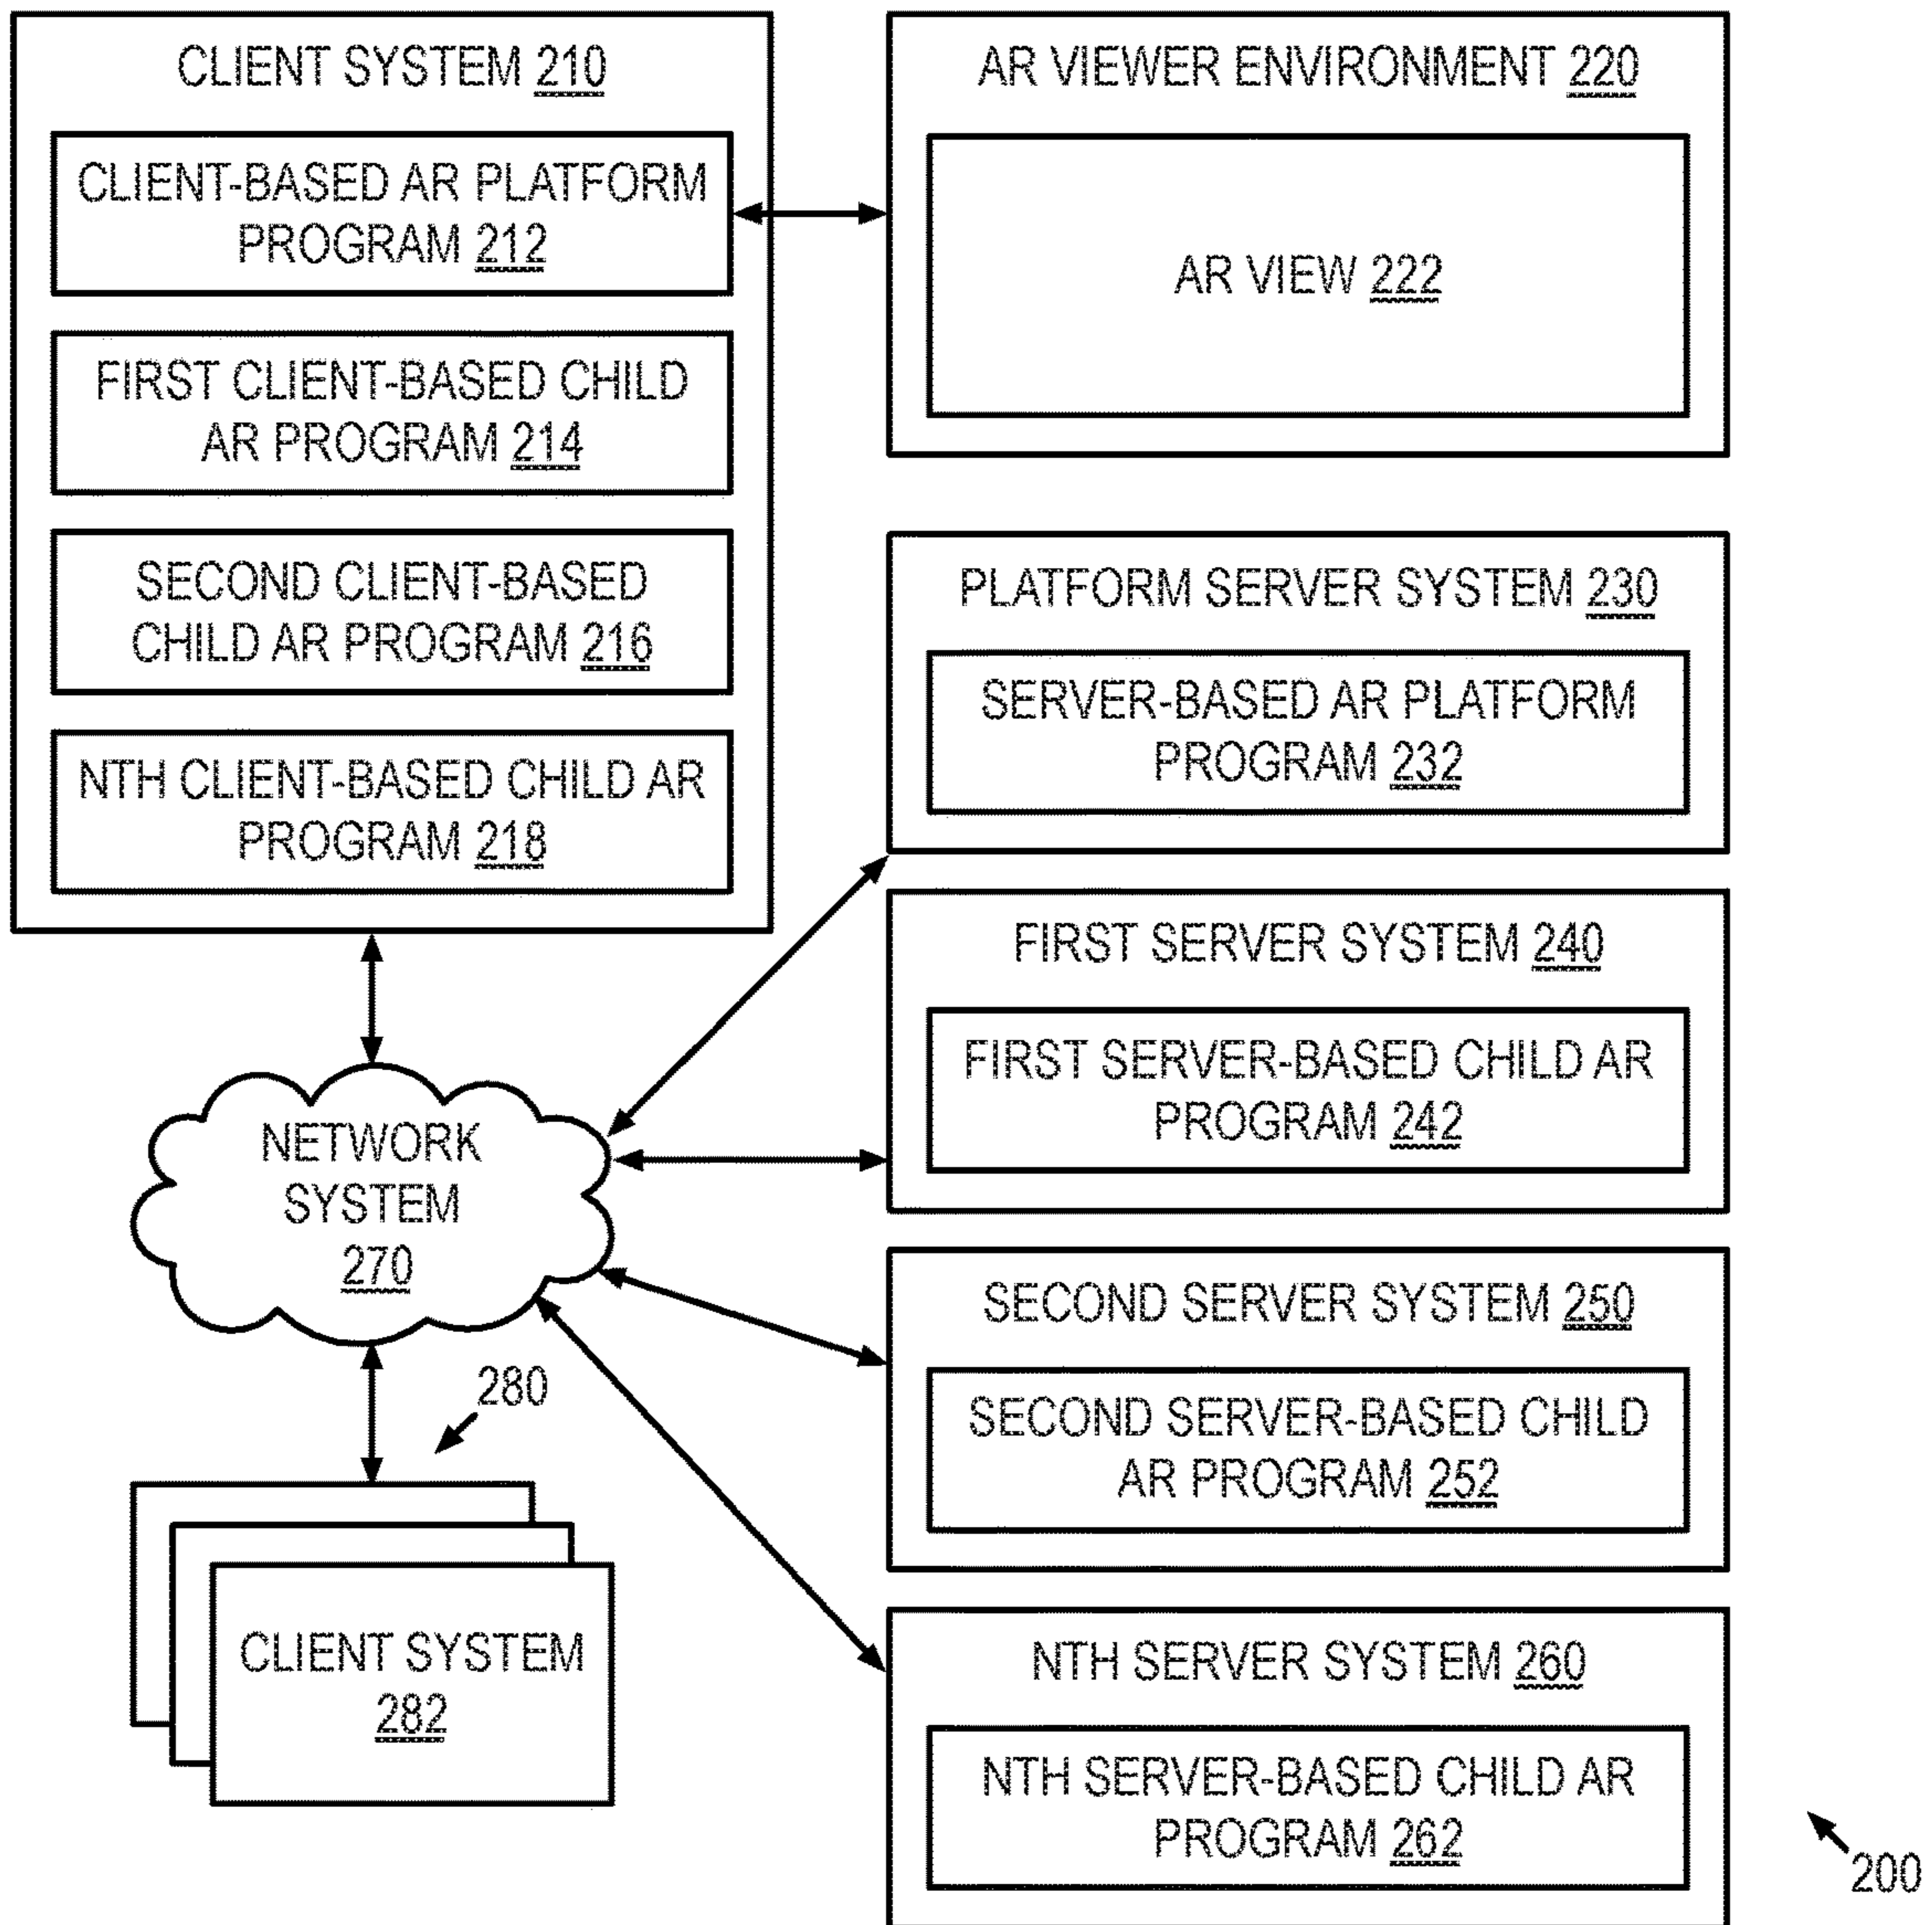 CLIENT SYSTEM 210
CLIENT-BASED AR PLATFORM
PROGRAM 212
FIRST CLIENT-BASED CHILD
AR PROGRAM 214
SECOND CLIENT-BASED
CHILD AR PROGRAM 216
NTH CLIENT-BASED CHILD AR
PROGRAM 218
AR VIEWER ENVIRONMENT 220
AR VIEW 222
PLATFORM SERVER SYSTEM 230
SERVER-BASED AR PLATFORM
PROGRAM 232
FIRST SERVER SYSTEM 240
FIRST SERVER-BASED CHILD AR
PROGRAM 242
SECOND SERVER SYSTEM 250
SECOND SERVER-BASED CHILD
AR PROGRAM 252
NTH SERVER SYSTEM 260
NTH SERVER-BASED CHILD AR
PROGRAM 262
NETWORK
SYSTEM
270
280
CLIENT SYSTEM
282
200